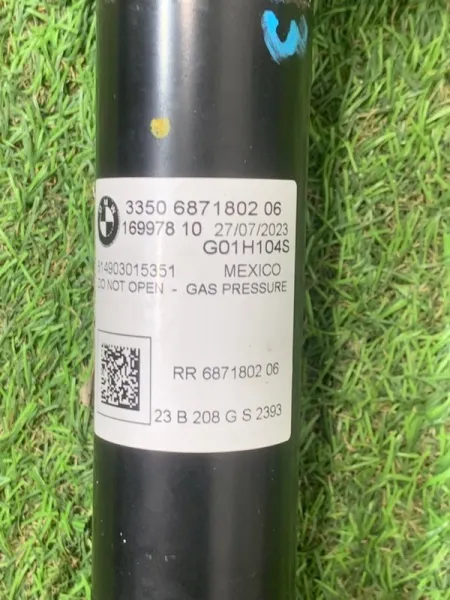 3350 6871802 06
169978 10 27/07/2023
G01H104S
814903015351 MEXICO
DO NOT OPEN - GAS PRESSURE
RR 6871802 06
23 B 208 G S 2393